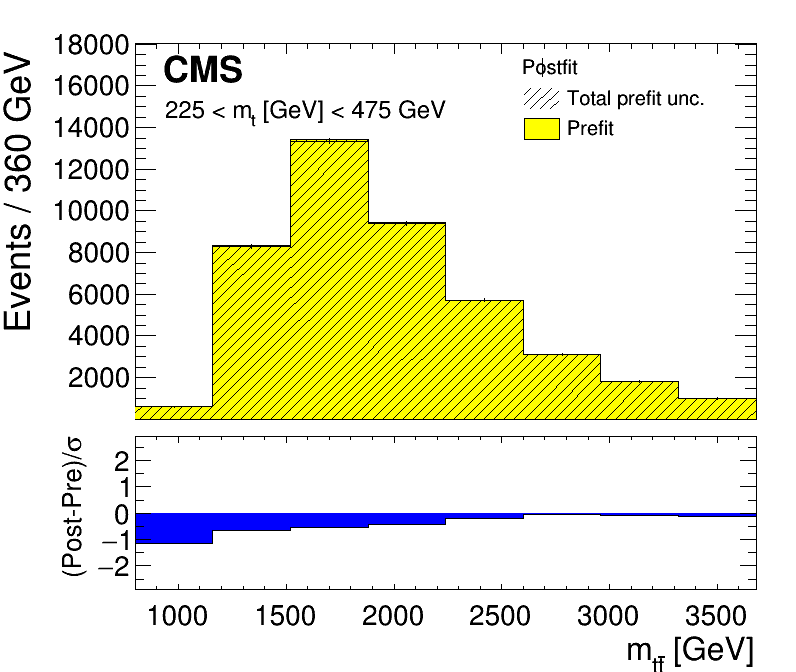 18000
16000
14000
12000
10000
8000
6000
4000
2000
Events / 360 GeV
CMS
225 < m_t [GeV] < 475 GeV
Postfit
Total prefit unc.
Prefit
(Post-Pre)/σ
2
1
0
−1
−2
1000 1500 2000 2500 3000 3500
m_tt̄ [GeV]